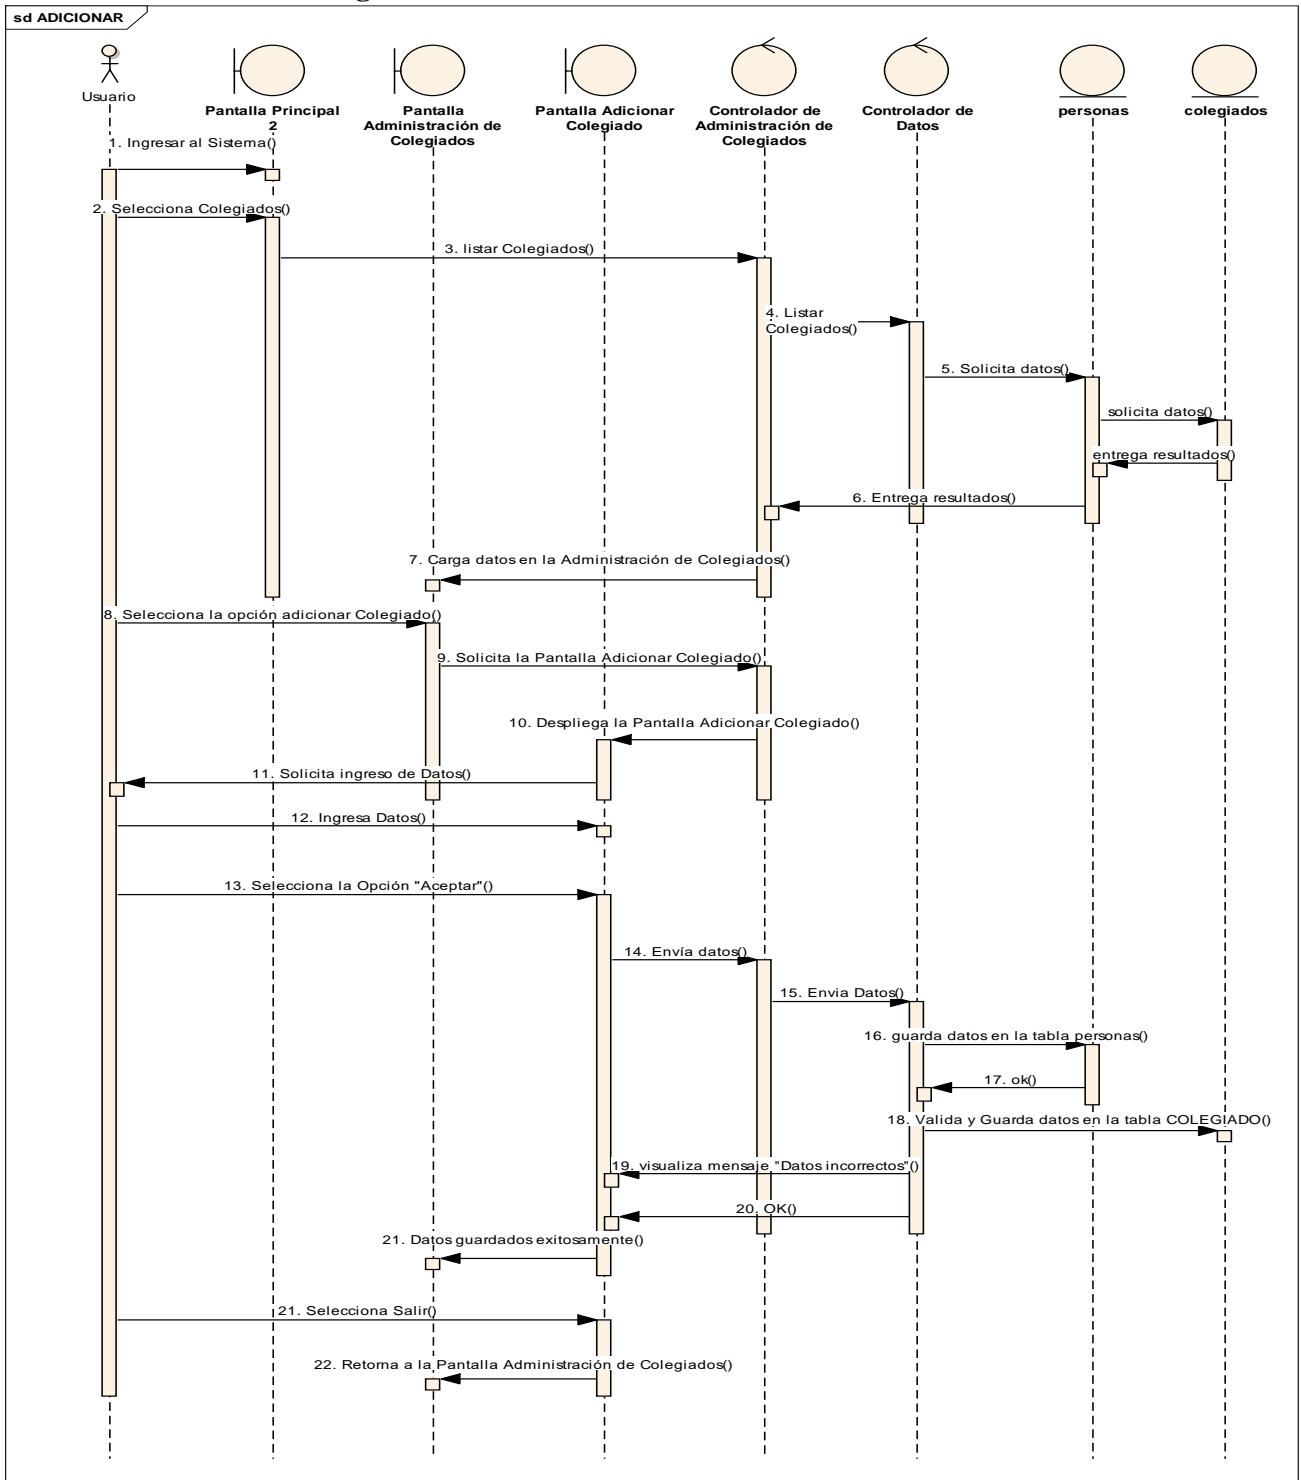 sd ADICIONAR
Usuario
Pantalla Principal
2
Pantalla
Administración de
Colegiados
Pantalla Adicionar
Colegiado
Controlador de
Administración de
Colegiados
Controlador de
Datos
personas
colegiados
1. Ingresar al Sistema()
2. Selecciona Colegiados()
3. listar Colegiados()
4. Listar
Colegiados()
5. Solicita datos()
solicita datos()
entrega resultados()
6. Entrega resultados()
7. Carga datos en la Administración de Colegiados()
8. Selecciona la opción adicionar Colegiado()
9. Solicita la Pantalla Adicionar Colegiado()
10. Despliega la Pantalla Adicionar Colegiado()
11. Solicita ingreso de Datos()
12. Ingresa Datos()
13. Selecciona la Opción "Aceptar"()
14. Envía datos()
15. Envia Datos()
16. guarda datos en la tabla personas()
17. ok()
18. Valida y Guarda datos en la tabla COLEGIADO()
19. visualiza mensaje "Datos incorrectos"()
20. OK()
21. Datos guardados exitosamente()
21. Selecciona Salir()
22. Retorna a la Pantalla Administración de Colegiados()